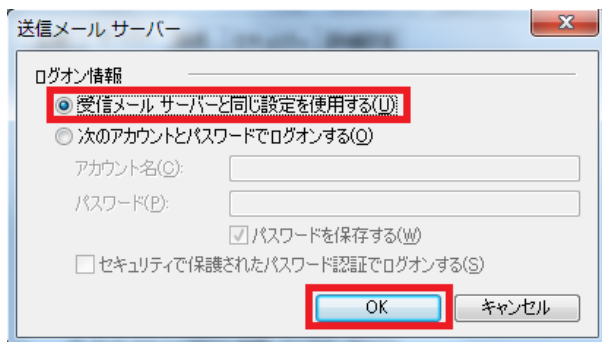 送信メール サーバー
ログオン情報
受信メール サーバーと同じ設定を使用する(U)
次のアカウントとパスワードでログオンする(O)
アカウント名(C):
パスワード(P):
パスワードを保存する(W)
セキュリティで保護されたパスワード認証でログオンする(S)
OK キャンセル